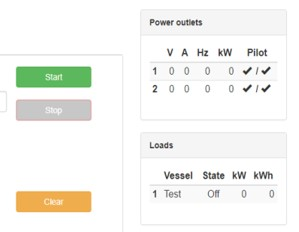 Start
Stop
Clear
Power outlets
V A Hz kW Pilot
1 0 0 0 0 ✔ / ✔
2 0 0 0 0 ✔ / ✔
Loads
Vessel State kW kWh
1 Test Off 0 0